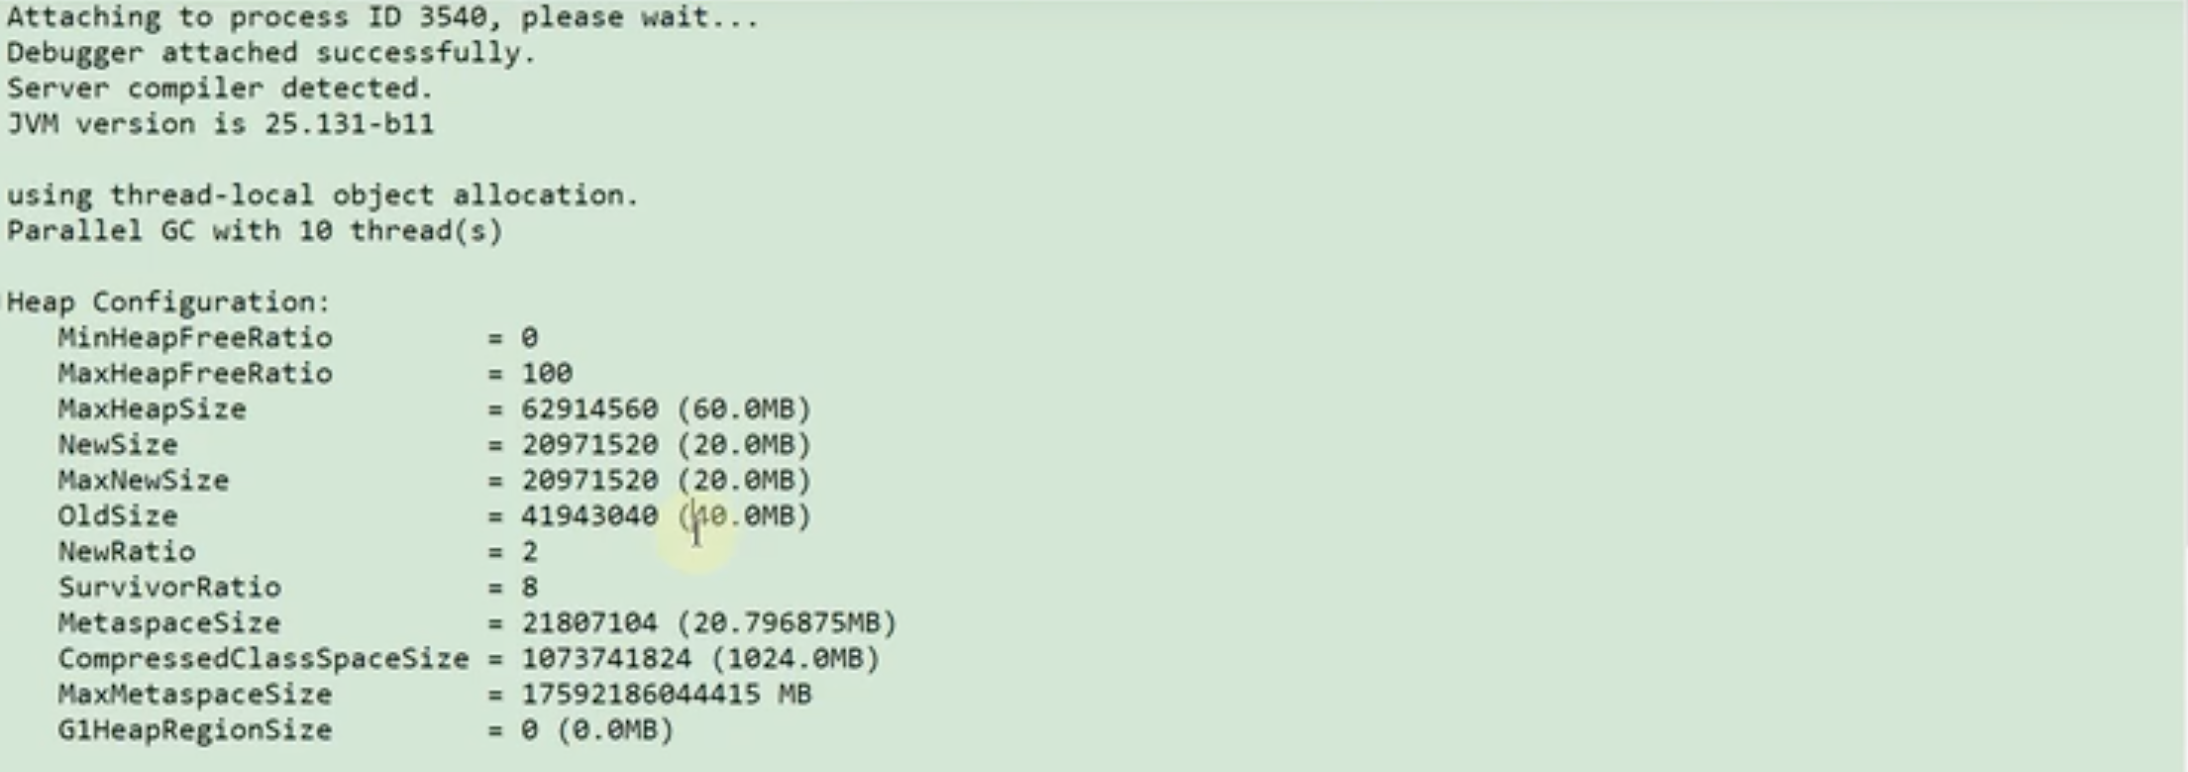 Attaching to process ID 3540, please wait...
Debugger attached successfully.
Server compiler detected.
JVM version is 25.131-b11
using thread-local object allocation.
Parallel GC with 10 thread(s)
Heap Configuration:
MinHeapFreeRatio = 0
MaxHeapFreeRatio = 100
MaxHeapSize = 62914560 (60.0MB)
NewSize = 20971520 (20.0MB)
MaxNewSize = 20971520 (20.0MB)
OldSize = 41943040 (40.0MB)
NewRatio = 2
SurvivorRatio = 8
MetaspaceSize = 21807104 (20.796875MB)
CompressedClassSpaceSize = 1073741824 (1024.0MB)
MaxMetaspaceSize = 17592186044415 MB
G1HeapRegionSize = 0 (0.0MB)